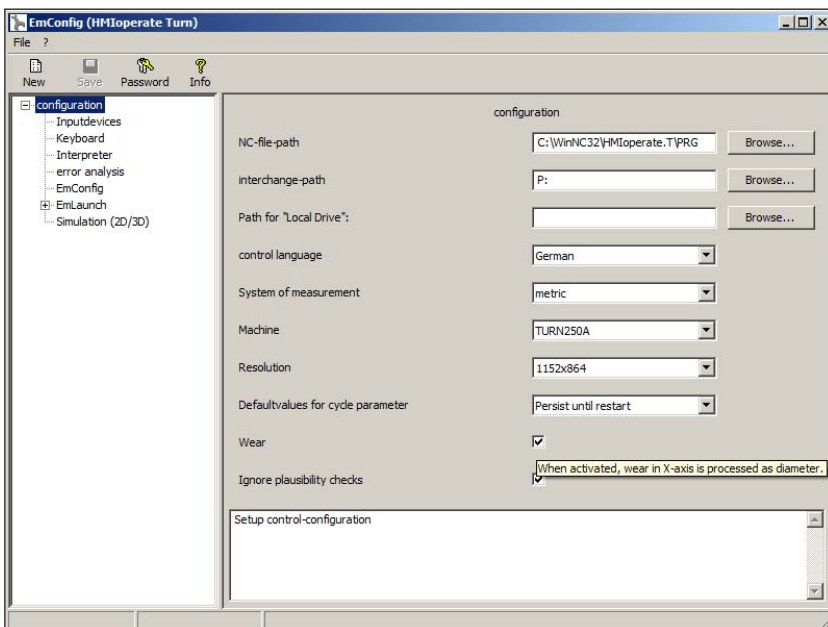 EmConfig (HMIoperate Turn)
File ?
New Save Password Info
configuration
Inputdevices
Keyboard
Interpreter
error analysis
EmConfig
EmLaunch
Simulation (2D/3D)
configuration
NC-file-path C:\WinNC32\HMIoperate.T\PRG Browse...
interchange-path P: Browse...
Path for "Local Drive": Browse...
control language German
System of measurement metric
Machine TURN250A
Resolution 1152x864
Defaultvalues for cycle parameter Persist until restart
Wear
When activated, wear in X-axis is processed as diameter.
Ignore plausibility checks
Setup control-configuration